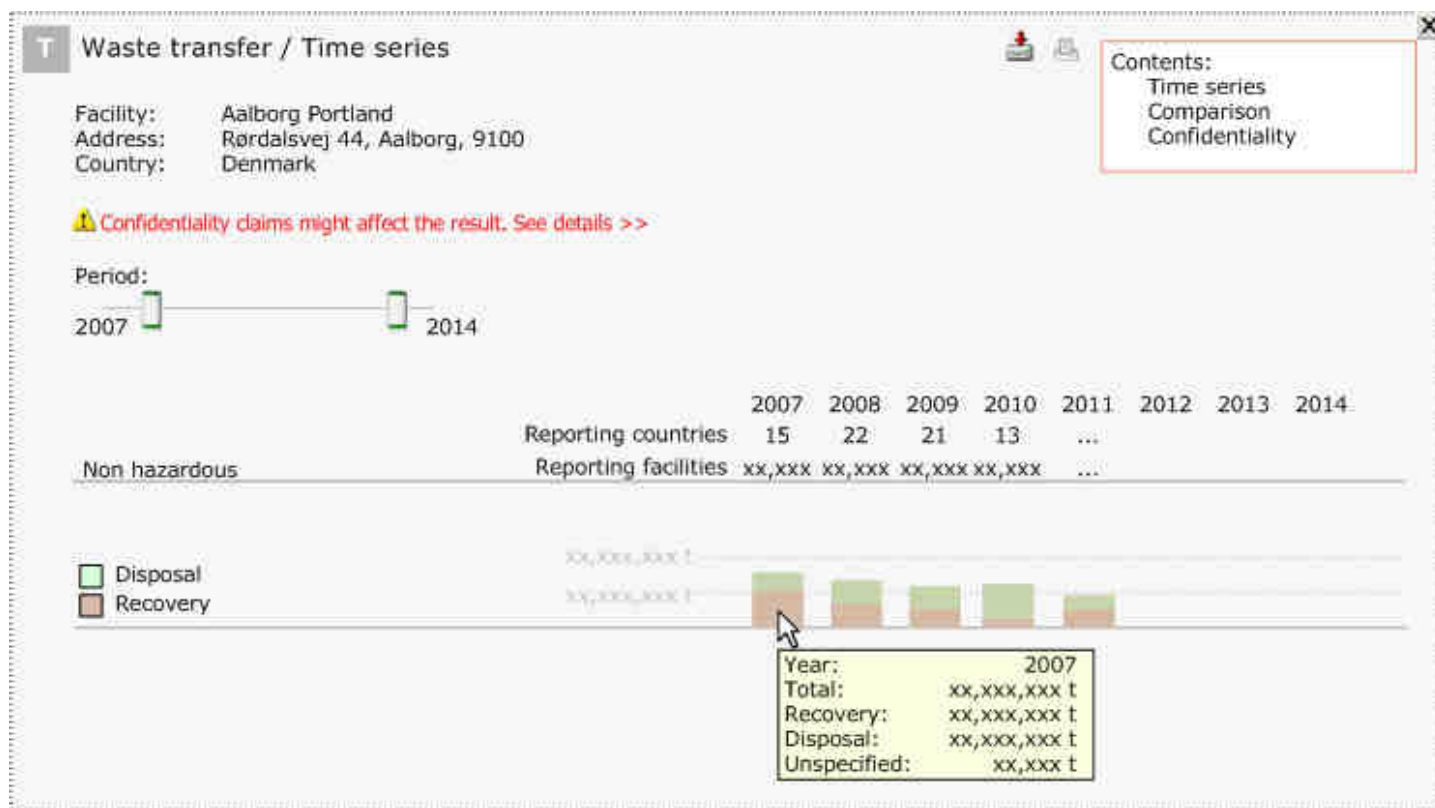 T Waste transfer / Time series
Contents:
Time series
Comparison
Confidentiality
Facility: Aalborg Portland
Address: Rørdalsvej 44, Aalborg, 9100
Country: Denmark
Confidentiality claims might affect the result. See details >>
Period:
2007 2014
2007 2008 2009 2010 2011 2012 2013 2014
Reporting countries 15 22 21 13 ...
Non hazardous Reporting facilities xx,xxx xx,xxx xx,xxx xx,xxx ...
xx,xxx,xxx t
Disposal
xx,xxx,xxx t
Recovery
Year: 2007
Total: xx,xxx,xxx t
Recovery: xx,xxx,xxx t
Disposal: xx,xxx,xxx t
Unspecified: xx,xxx t